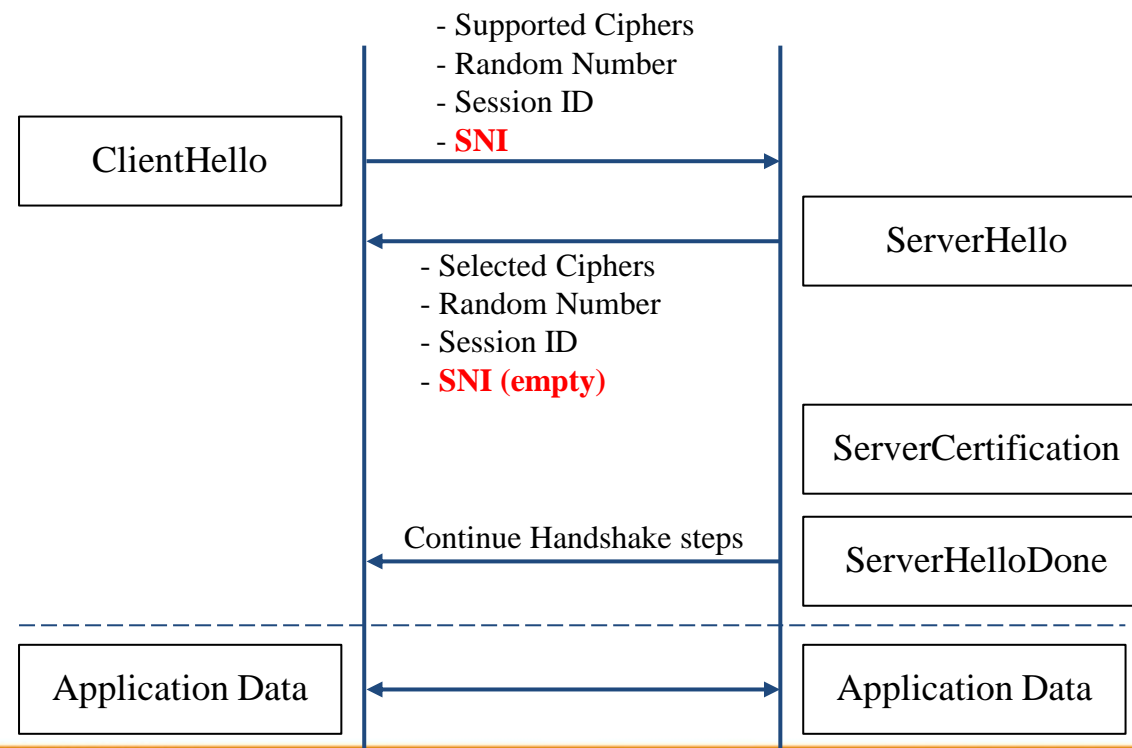 - Supported Ciphers
- Random Number
- Session ID
- SNI
ClientHello
ServerHello
- Selected Ciphers
- Random Number
- Session ID
- SNI (empty)
ServerCertification
Continue Handshake steps
ServerHelloDone
Application Data
Application Data